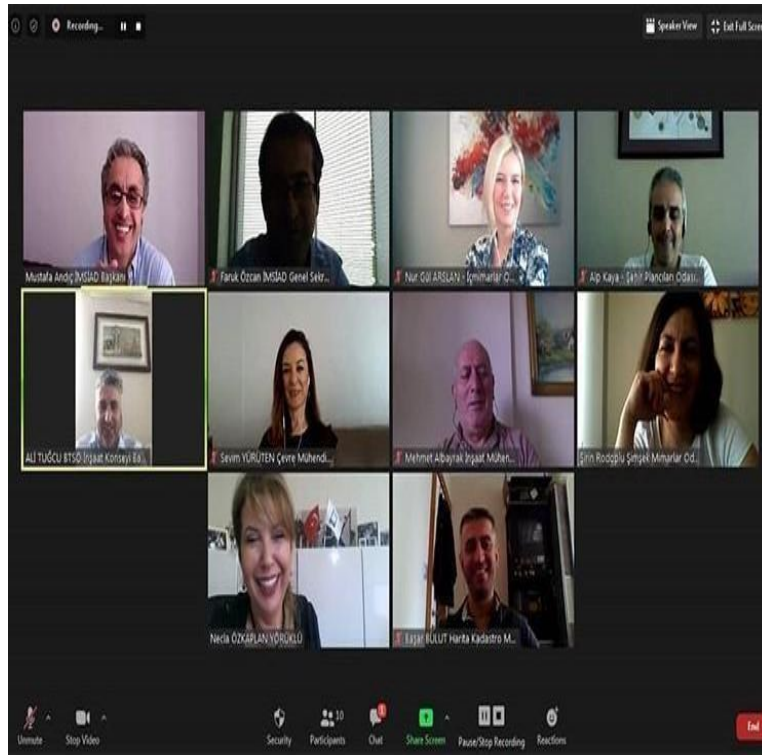 Recording...
Speaker View
Exit Full Scree
Mustafa Andıç İMSİAD Başkanı
Faruk Özcan İMSİAD Genel Sekr...
Nur Gül ARSLAN - İçmimarlar O...
Alp Kaya - Şehir Plancıları Odası...
ALİ TUĞCU BTSO İnşaat Konseyi Ba...
Sevim YÜRÜTEN Çevre Mühendi...
Mehmet Albayrak İnşaat Mühen...
Şirin Rodoplu Şimşek Mimarlar Od...
Necla ÖZKAPLAN YÖRÜKLÜ
Başar BULUT Harita Kadastro M...
10
1
Unmute
Stop Video
Security
Participants
Chat
Share Screen
Pause/Stop Recording
Reactions
End